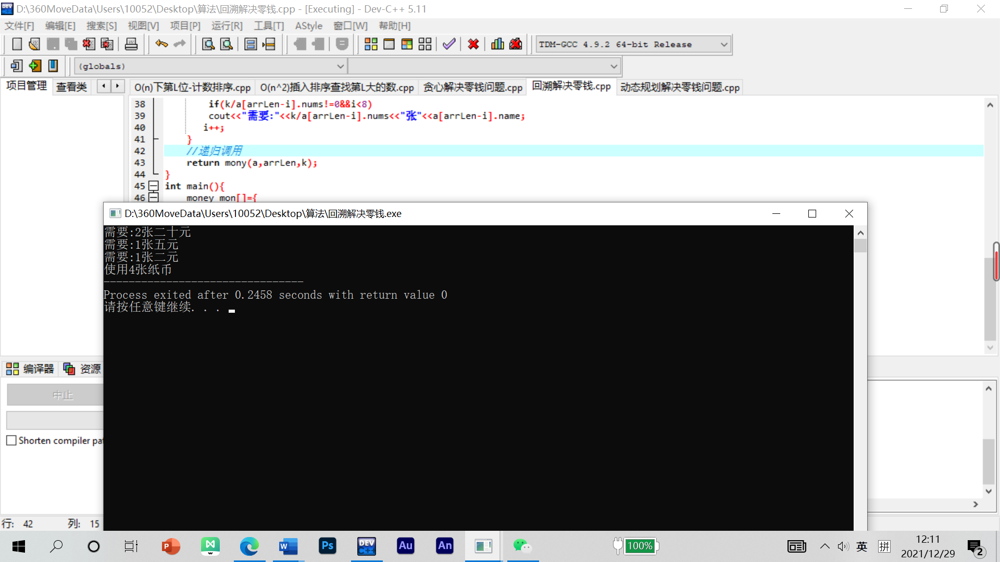 D:\360MoveData\Users\10052\Desktop\算法\回溯解决零钱.cpp - [Executing] - Dev-C++ 5.11
文件[F] 编辑[E] 搜索[S] 视图[V] 项目[P] 运行[R] 工具[T] AStyle 窗口[W] 帮助[H]
TDM-GCC 4.9.2 64-bit Release
(globals)
项目管理 查看类 O(n)下第L位-计数排序.cpp O(n^2)插入排序查找第L大的数.cpp 贪心解决零钱问题.cpp 回溯解决零钱.cpp 动态规划解决零钱问题.cpp
38 if(k/a[arrLen-i].nums!=0&&i<8)
39 cout<<"需要:"<<k/a[arrLen-i].nums<<"张"<<a[arrLen-i].name;
40 i++;
41 }
42 //递归调用
43 return mony(a,arrLen,k);
44 }
45 int main(){
46 money mon[]={
D:\360MoveData\Users\10052\Desktop\算法\回溯解决零钱.exe
需要:2张二十元
需要:1张五元
需要:1张二元
使用4张纸币
--------------------------------
Process exited after 0.2458 seconds with return value 0
请按任意键继续. . .
编译器 资源
中止
Shorten compiler pat
行: 42 列: 15
P W Ps DEV C++ Au An 100% 英 拼 12:11
2021/12/29 2